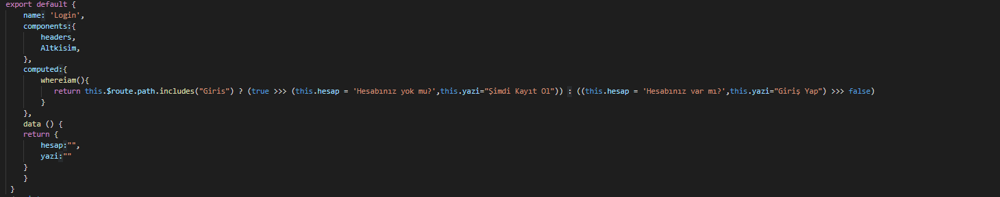 export default {
name: 'Login',
components:{
headers,
Altkisim,
},
computed:{
whereiam(){
return this.$route.path.includes("Giris") ? (true >>> (this.hesap = 'Hesabınız yok mu?',this.yazi="Şimdi Kayıt Ol")) : ((this.hesap = 'Hesabınız var mı?',this.yazi="Giriş Yap") >>> false)
}
},
data () {
return {
hesap:"",
yazi:""
}
}
}